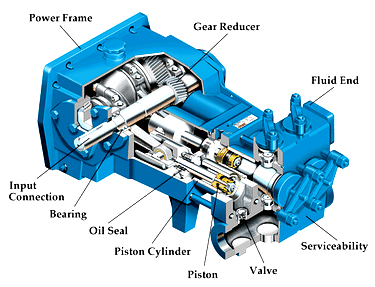 Power Frame
Gear Reducer
Fluid End
Input
Connection
Bearing
Oil Seal
Piston Cylinder
Piston
Valve
Serviceability